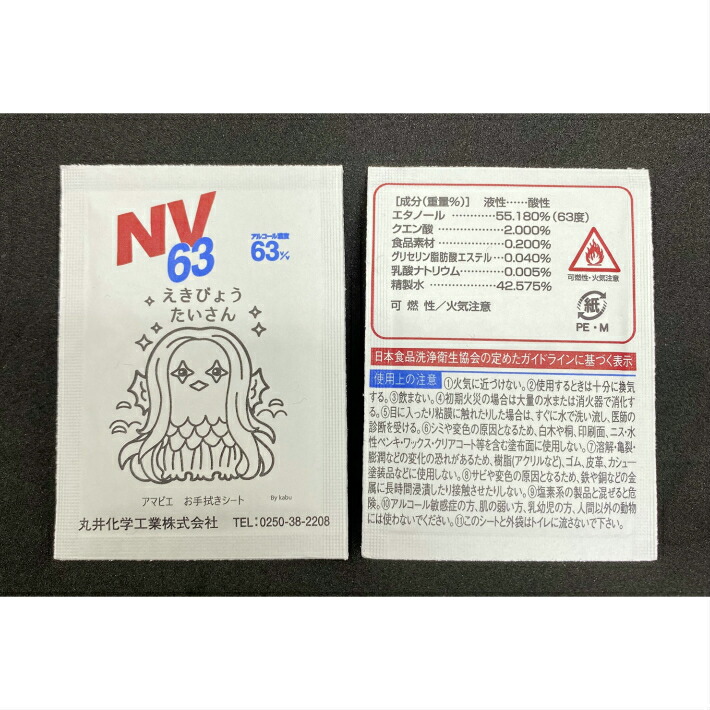 NV
63
アルコール濃度
63%
えきびょう
たいさん
アマビエ お手拭きシート
By kabu
丸井化学工業株式会社 TEL:0250-38-2208
[成分(重量%)] 液性……酸性
エタノール…………55.180%(63度)
クエン酸…………………2.000%
食品素材…………………0.200%
グリセリン脂肪酸エステル……0.040%
乳酸ナトリウム…………0.005%
精製水…………………42.575%
可燃性/火気注意
可燃性・火気注意
紙
PE・M
日本食品洗浄衛生協会の定めたガイドラインに基づく表示
使用上の注意 ①火気に近づけない。②使用するときは十分に換気
する。③飲まない。④初期火災の場合は大量の水または消火器で消化す
る。⑤目に入ったり粘膜に触れたりした場合は、すぐに水で洗い流し、医師の
診断を受ける。⑥シミや変色の原因となるため、白木や桐、印刷面、ニス・水
性ペンキ・ワックス・クリアコート等を含む塗布面に使用しない。⑦溶解・亀裂・
膨潤などの変化の恐れがあるため、樹脂(アクリルなど)、ゴム、皮革、カシュー
塗装品などに使用しない。⑧サビや変色の原因となるため、鉄や銅などの金
属に長時間浸漬したり接触させたりしない。⑨塩素系の製品と混ぜると危
険。⑩アルコール敏感症の方、肌の弱い方、乳幼児の方、人間以外の動物
には使わないでください。⑪このシートと外袋はトイレに流さないで下さい。